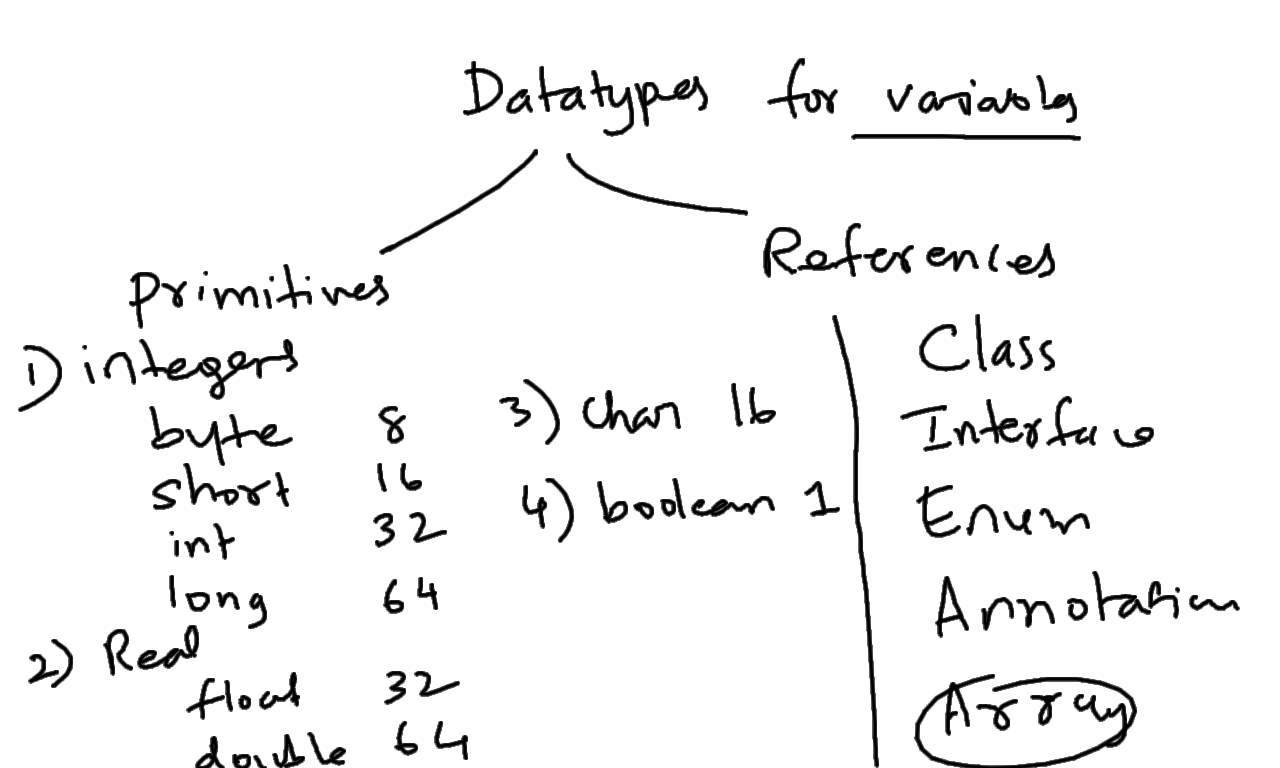 Datatypes for variables
Primitives
1) integers
byte 8
short 16
int 32
long 64
2) Real
float 32
double 64
3) char 16
4) boolean 1
References
Class
Interface
Enum
Annotation
Array